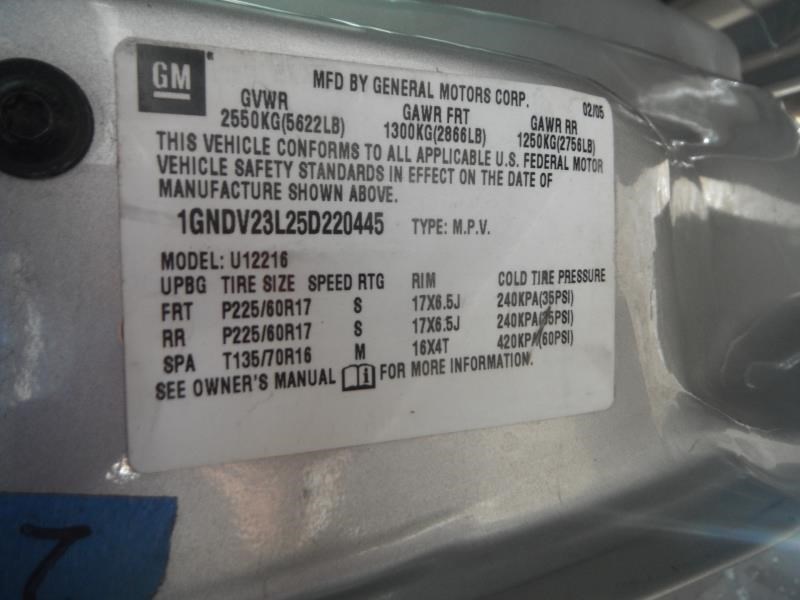 GM®
MFD BY GENERAL MOTORS CORP. 02/05
GVWR GAWR FRT GAWR RR
2550KG(5622LB) 1300KG(2866LB) 1250KG(2756LB)
THIS VEHICLE CONFORMS TO ALL APPLICABLE U.S. FEDERAL MOTOR
VEHICLE SAFETY STANDARDS IN EFFECT ON THE DATE OF
MANUFACTURE SHOWN ABOVE.
1GNDV23L25D220445 TYPE: M.P.V.
MODEL: U12216
UPBG TIRE SIZE SPEED RTG RIM COLD TIRE PRESSURE
FRT P225/60R17 S 17X6.5J 240KPA(35PSI)
RR P225/60R17 S 17X6.5J 240KPA(35PSI)
SPA T135/70R16 M 16X4T 420KPA(60PSI)
SEE OWNER'S MANUAL i FOR MORE INFORMATION.